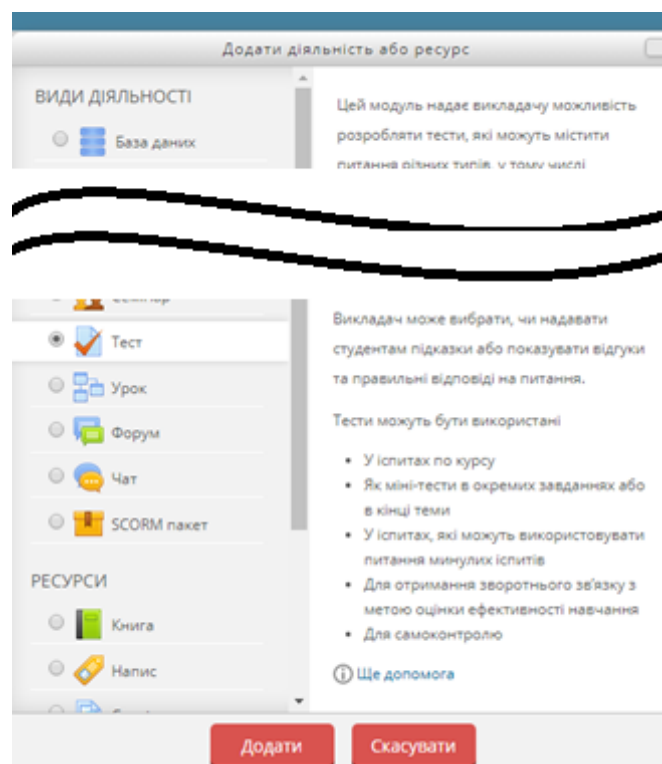 Додати діяльність або ресурс
ВИДИ ДІЯЛЬНОСТІ
База даних
Цей модуль надає викладачу можливість
розробляти тести, які можуть містити
питання різних типів, у тому числі
Семінар
Тест
Урок
Форум
Чат
SCORM пакет
РЕСУРСИ
Книга
Напис
Викладач може вибрати, чи надавати
студентам підказки або показувати відгуки
та правильні відповіді на питання.
Тести можуть бути використані
• У іспитах по курсу
• Як міні-тести в окремих завданнях або
в кінці теми
• У іспитах, які можуть використовувати
питання минулих іспитів
• Для отримання зворотнього зв'язку з
метою оцінки ефективності навчання
• Для самоконтролю
Ще допомога
Додати
Скасувати